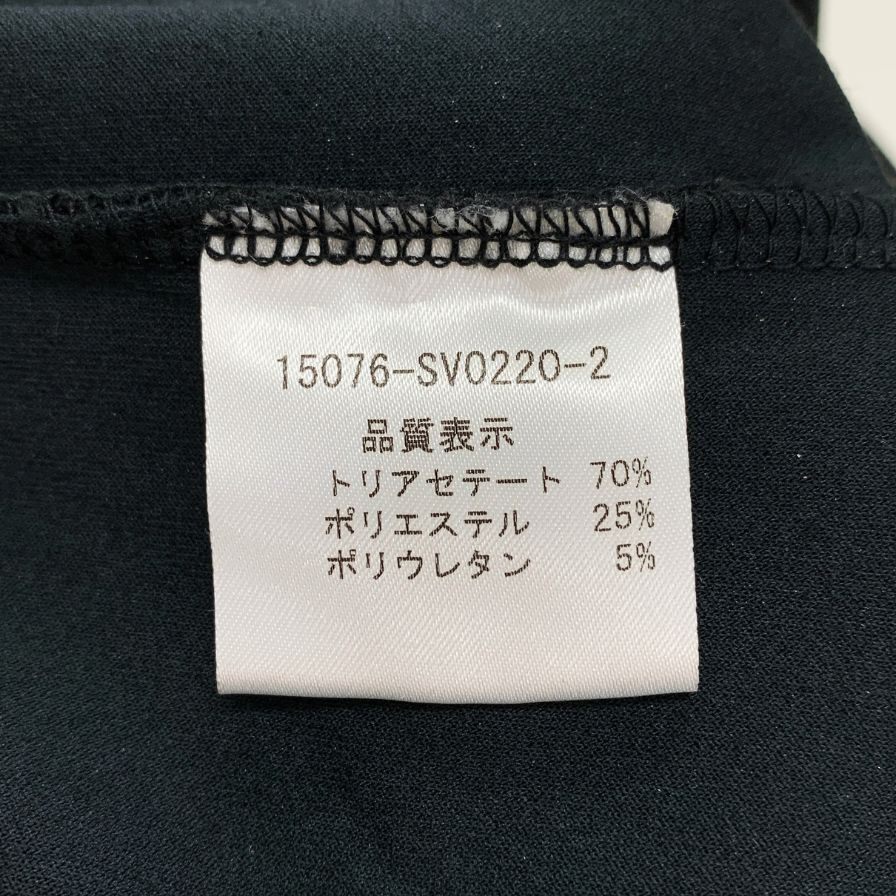 15076-SV0220-2
品質表示
トリアセテート 70%
ポリエステル 25%
ポリウレタン 5%